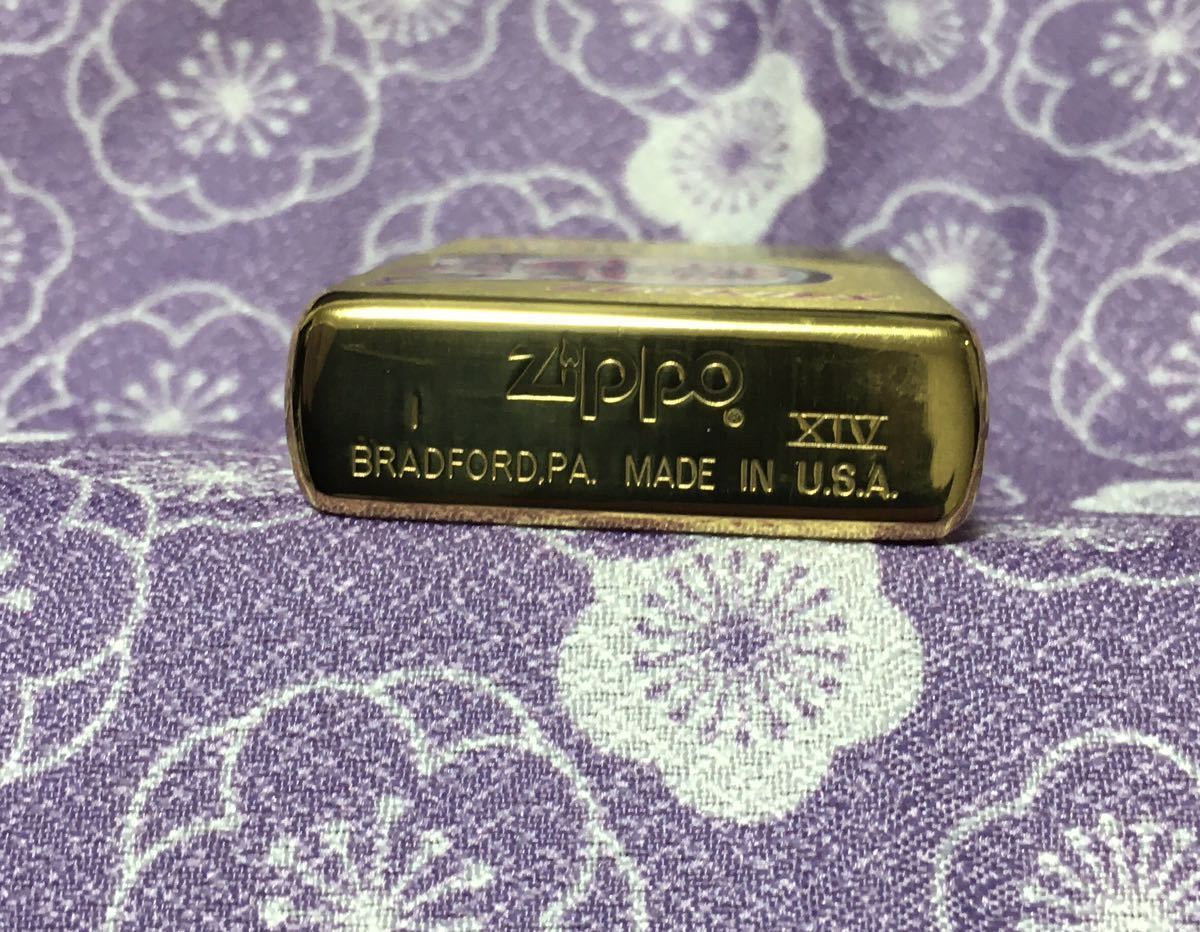 Zippo®
I XIV
BRADFORD,PA. MADE IN U.S.A.